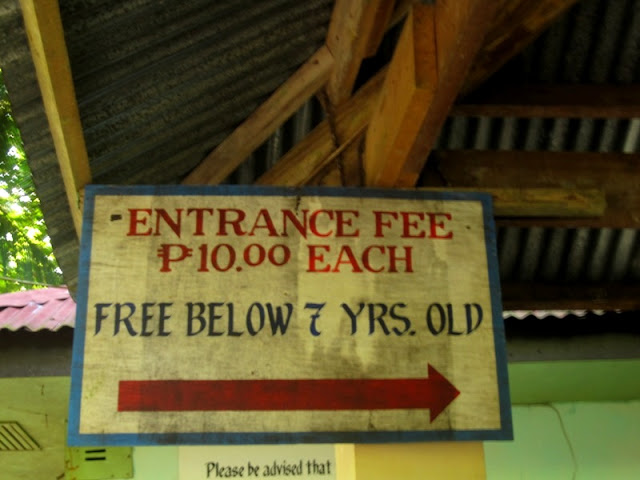 -ENTRANCE FEE
₱10.00 EACH
FREE BELOW 7 YRS. OLD
Please be advised that